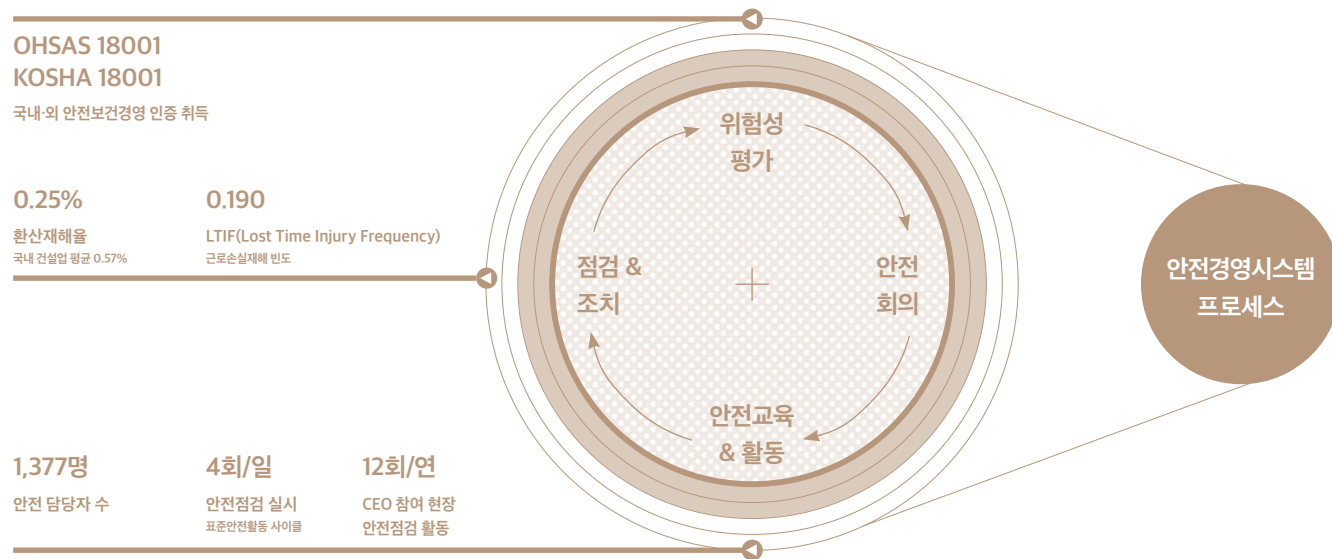 OHSAS 18001
KOSHA 18001
국내·외 안전보건경영 인증 취득
0.25%
환산재해율
국내 건설업 평균 0.57%
0.190
LTIF(Lost Time Injury Frequency)
근로손실재해 빈도
1,377명
안전 담당자 수
4회/일
안전점검 실시
표준안전활동 사이클
12회/연
CEO 참여 현장
안전점검 활동
위험성
평가
안전
회의
안전교육
& 활동
점검 &
조치
안전경영시스템
프로세스